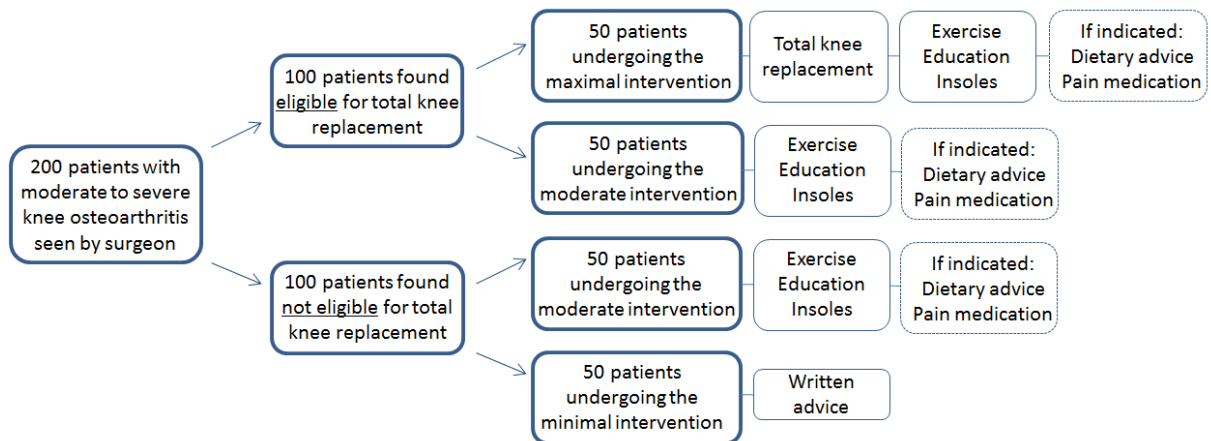 200 patients with
moderate to severe
knee osteoarthritis
seen by surgeon
100 patients found
eligible for total knee
replacement
50 patients
undergoing the
maximal intervention
Total knee
replacement
Exercise
Education
Insoles
If indicated:
Dietary advice
Pain medication
50 patients
undergoing the
moderate intervention
Exercise
Education
Insoles
If indicated:
Dietary advice
Pain medication
100 patients found
not eligible for total
knee replacement
50 patients
undergoing the
moderate intervention
Exercise
Education
Insoles
If indicated:
Dietary advice
Pain medication
50 patients
undergoing the
minimal intervention
Written
advice